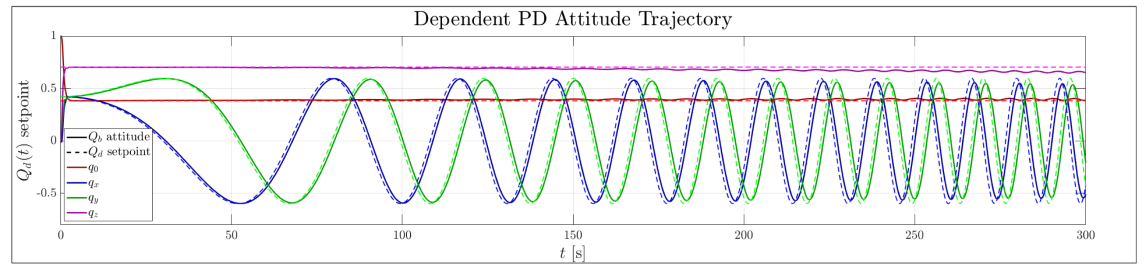 Dependent PD Attitude Trajectory
Q_d(t) setpoint
1
0.5
0
-0.5
Q_b attitude
Q_d setpoint
q_0
q_x
q_y
q_z
0 50 100 150 200 250 300
t [s]